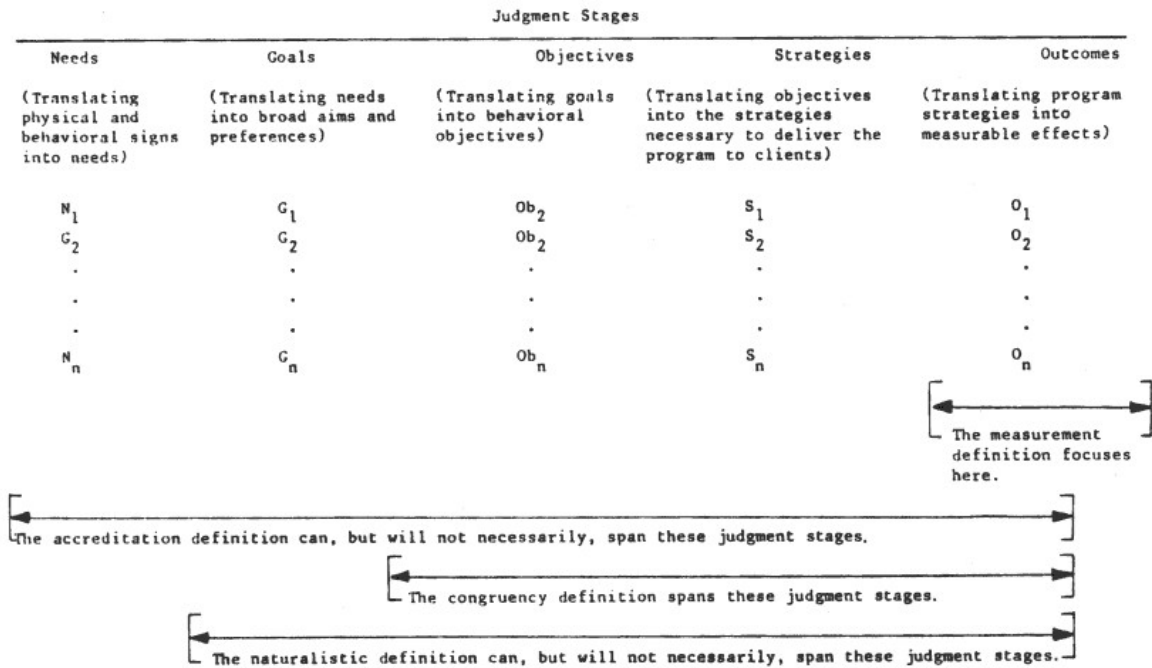 Judgment Stages
Needs Goals Objectives Strategies Outcomes
(Translating (Translating needs (Translating goals (Translating objectives (Translating program
physical and into broad aims and into behavioral into the strategies strategies into
behavioral signs preferences) objectives) necessary to deliver the measurable effects)
into needs) program to clients)
N1 G1 Ob2 S1 O1
G2 G2 Ob2 S2 O2
. . . . .
. . . . .
. . . . .
Nn Gn Obn Sn On
The measurement
definition focuses
here.
The accreditation definition can, but will not necessarily, span these judgment stages.
The congruency definition spans these judgment stages.
The naturalistic definition can, but will not necessarily, span these judgment stages.